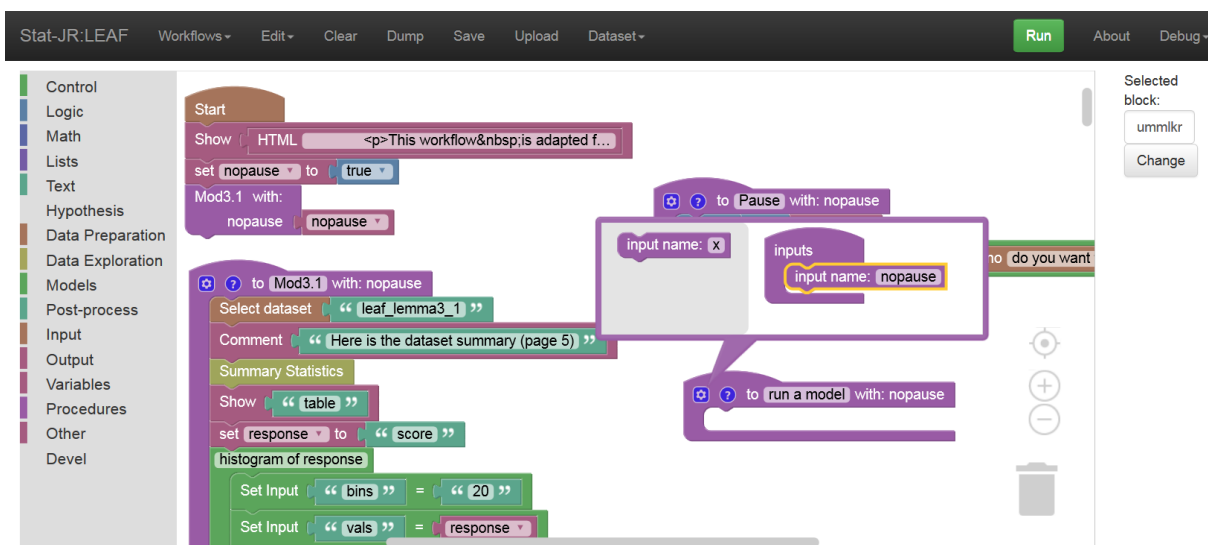 Stat-JR:LEAF Workflows Edit Clear Dump Save Upload Dataset Run About Debug
Control
Logic
Math
Lists
Text
Hypothesis
Data Preparation
Data Exploration
Models
Post-process
Input
Output
Variables
Procedures
Other
Devel
Start
Show HTML <p>This workflow&nbsp;is adapted f...
set nopause to true
Mod3.1 with:
nopause nopause
? to Mod3.1 with: nopause
Select dataset “ leaf_lemma3_1 ”
Comment “ Here is the dataset summary (page 5) ”
Summary Statistics
Show “ table ”
set response to “ score ”
histogram of response
Set Input “ bins ” = “ 20 ”
Set Input “ vals ” = response
? to Pause with: nopause
do you want
input name: x
inputs
input name: nopause
? to run a model with: nopause
Selected
block:
ummlkr
Change